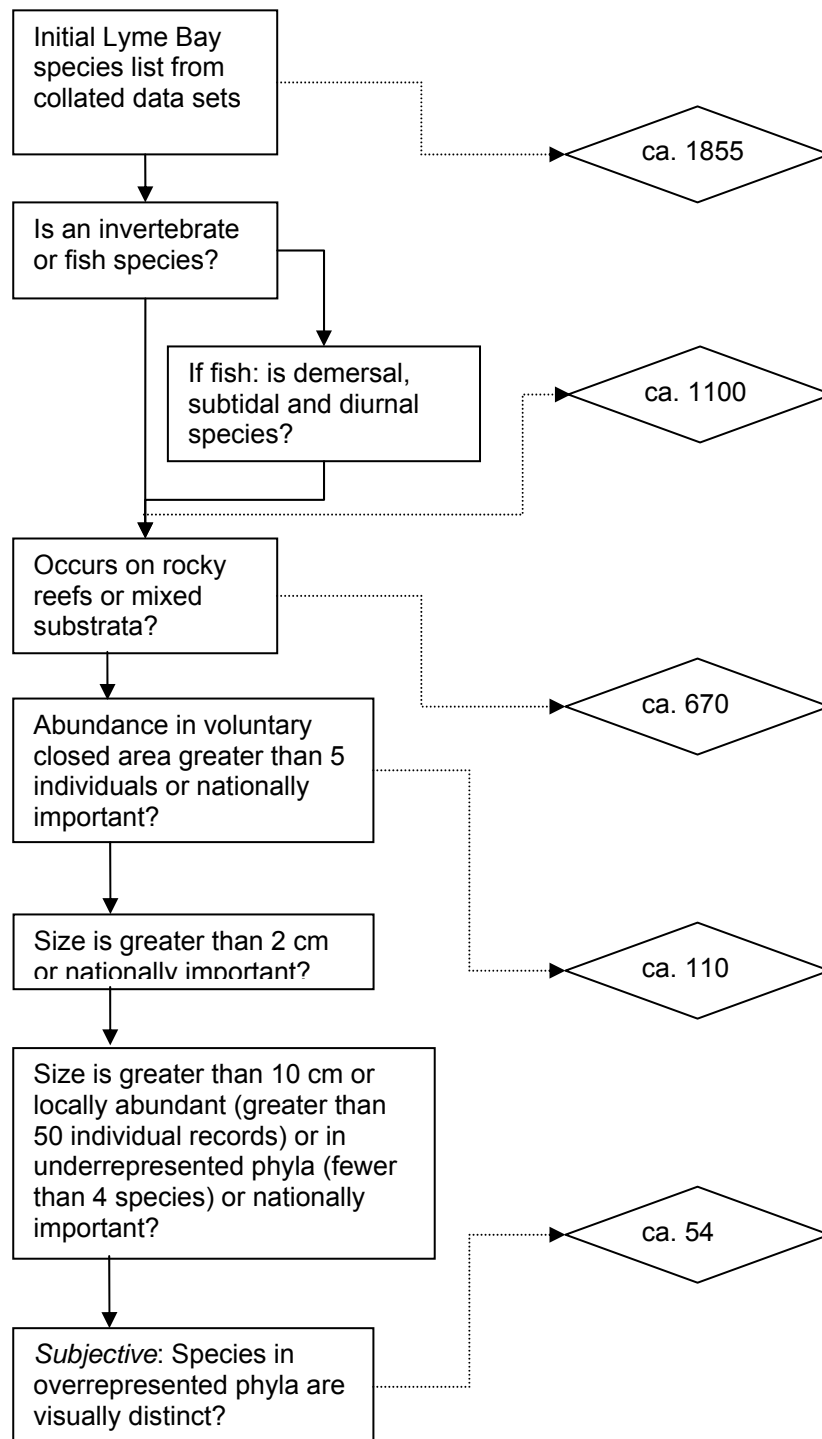 Initial Lyme Bay
species list from
collated data sets
ca. 1855
Is an invertebrate
or fish species?
If fish: is demersal,
subtidal and diurnal
species?
ca. 1100
Occurs on rocky
reefs or mixed
substrata?
ca. 670
Abundance in voluntary
closed area greater than 5
individuals or nationally
important?
Size is greater than 2 cm
or nationally important?
ca. 110
Size is greater than 10 cm or
locally abundant (greater than
50 individual records) or in
underrepresented phyla (fewer
than 4 species) or nationally
important?
ca. 54
Subjective: Species in
overrepresented phyla are
visually distinct?